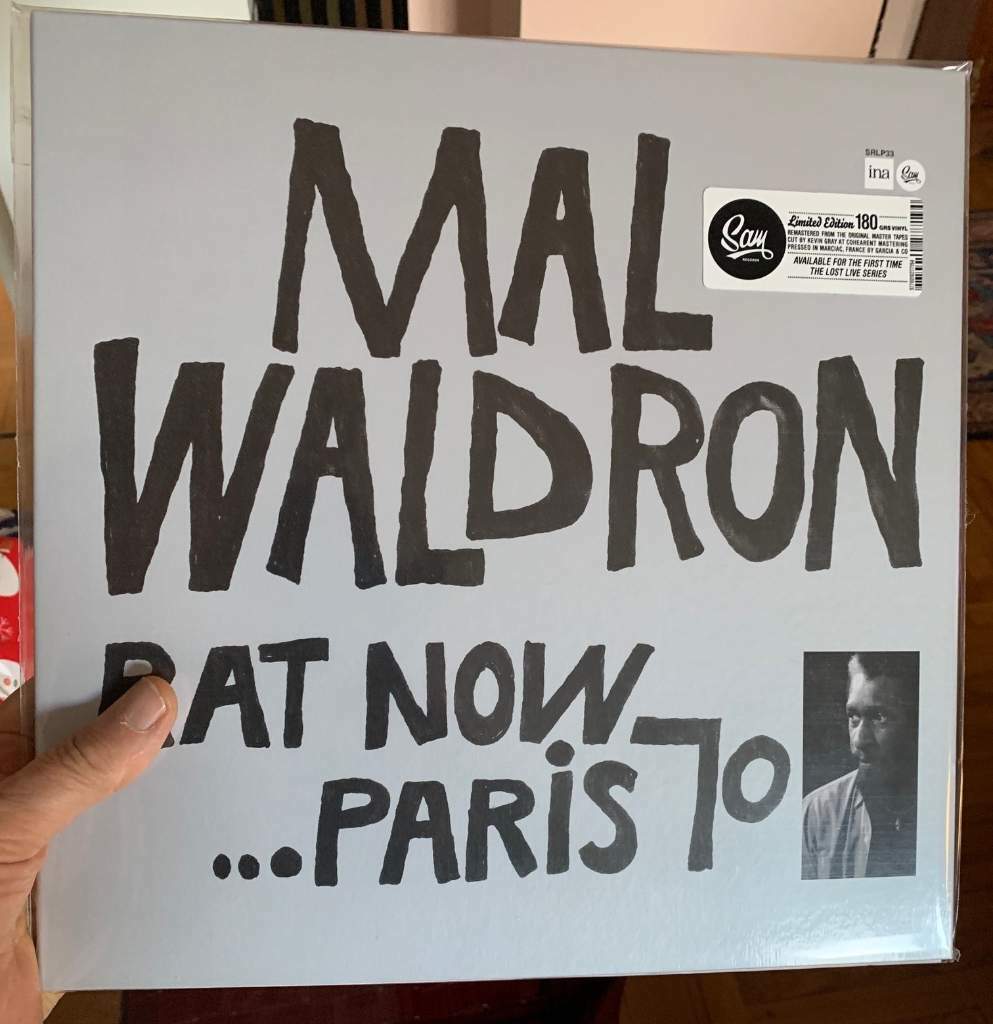 MAL
WALDRON
RAT NOW
...PARiS 70
SRLP33
ina Sam
Sam
RECORDS
Limited Edition 180 GRS VINYL
REMASTERED FROM THE ORIGINAL MASTER TAPES
CUT BY KEVIN GRAY AT COHEARENT MASTERING
PRESSED IN MARCIAC, FRANCE BY GARCIA & CO
AVAILABLE FOR THE FIRST TIME
THE LOST LIVE SERIES